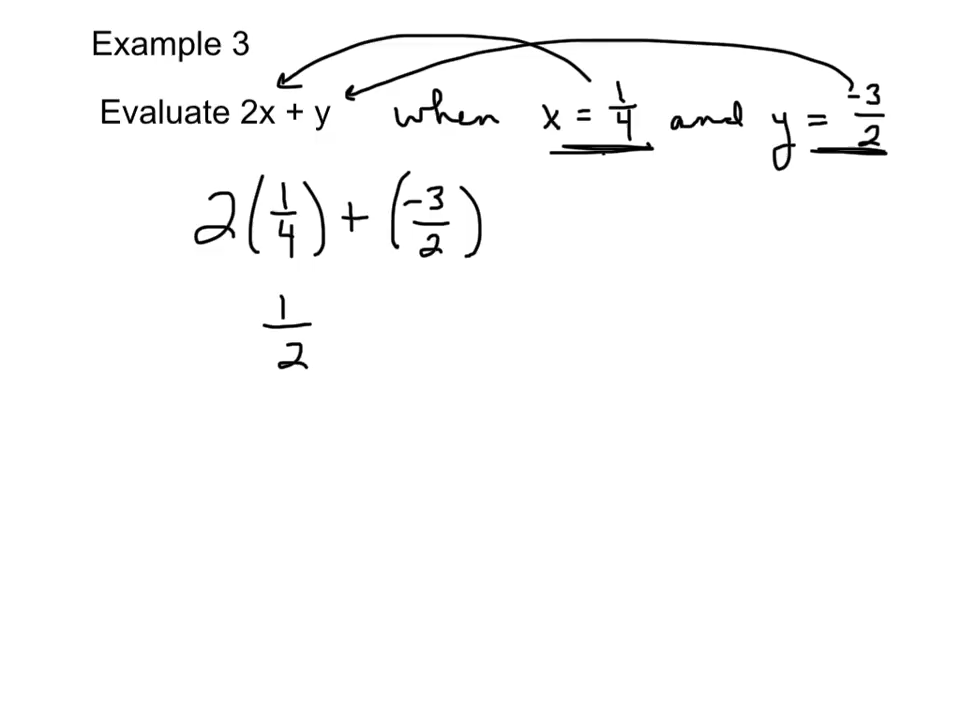 Example 3
Evaluate 2x + y when x = 1/4 and y = -3/2
2(1/4) + (-3/2)
1/2